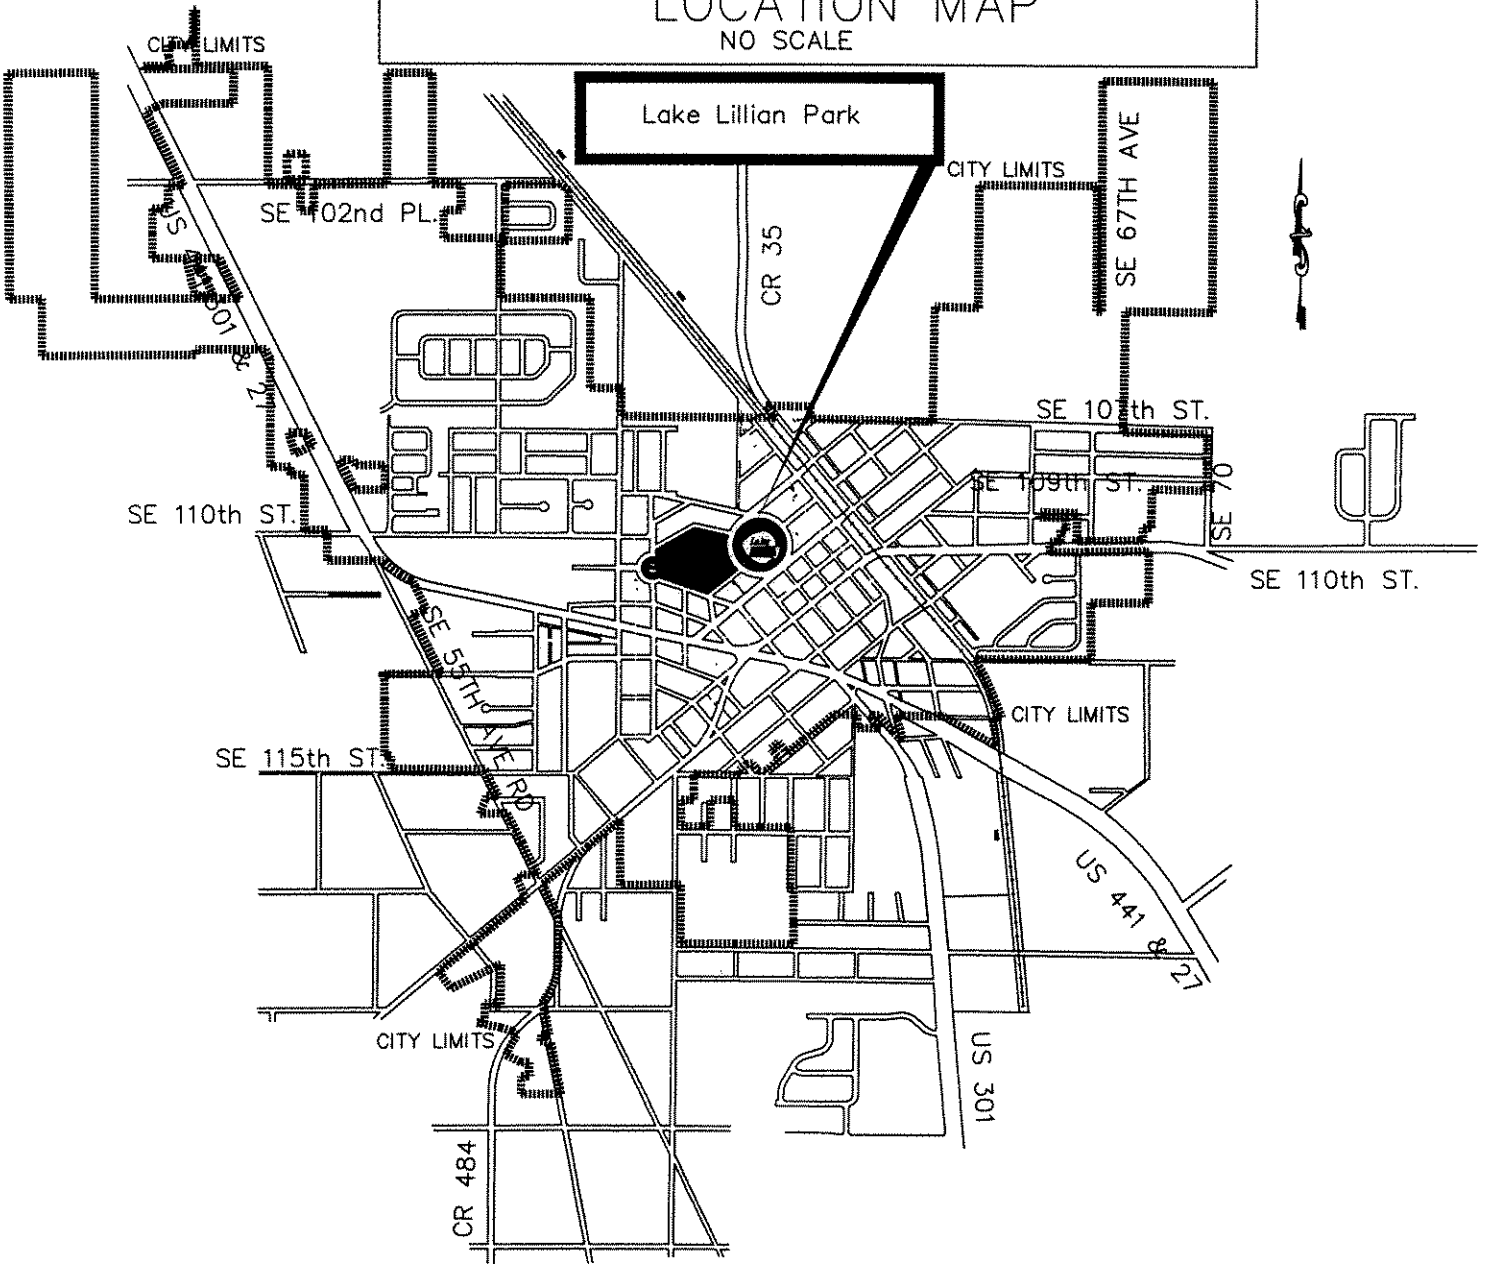 LOCATION MAP
NO SCALE
CITY LIMITS
Lake Lillian Park
CITY LIMITS
SE 67TH AVE
SE 102nd PL.
CR 35
US 441 301 & 27
SE 107th ST.
SE 109th ST.
SE 70
SE 110th ST.
SE 110th ST.
SE 55TH AVE RD
CITY LIMITS
SE 115th ST.
US 441 & 27
CITY LIMITS
US 301
CR 484